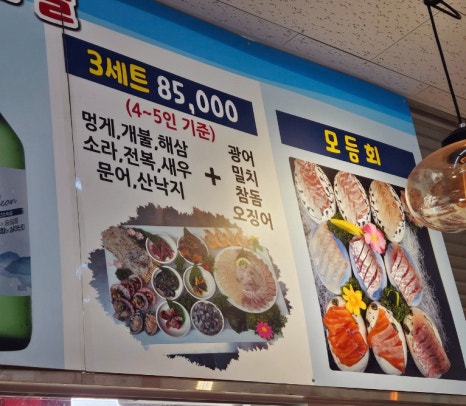 3세트 85,000
(4~5인 기준)
멍게,개불,해삼
소라,전복,새우
문어,산낙지
+
광어
밀치
참돔
오징어
모듬회